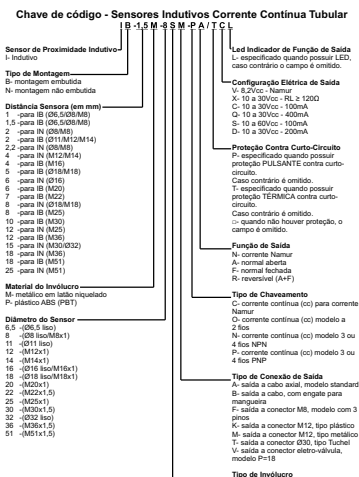 Chave de código - Sensores Indutivos Corrente Contínua Tubular
I B -1,5 M -8 S M -P A / T C L
Sensor de Proximidade Indutivo
I- Indutivo
Tipo de Montagem
B- montagem embutida
N- montagem não embutida
Distância Sensora (em mm)
1 -para IB (Ø6,5/Ø8/M8)
1,5 -para IB (Ø6,5/Ø8/M8)
2 -para IN (Ø8/M8)
2 -para IB (Ø11/M12/M14)
2,2 -para IN (Ø8/M8)
4 -para IN (M12/M14)
4 -para IB (M16)
5 -para IB (Ø18/M18)
6 -para IN (Ø16)
6 -para IB (M20)
7 -para IB (M22)
8 -para IN (Ø18/M18)
8 -para IB (M25)
10 -para IB (M30)
12 -para IN (M25)
12 -para IB (M36)
15 -para IN (M30/Ø32)
18 -para IN (M36)
18 -para IB (M51)
25 -para IN (M51)
Material do Invólucro
M- metálico em latão niquelado
P- plástico ABS (PBT)
Diâmetro do Sensor
6,5 -(Ø6,5 liso)
8 -(Ø8 liso/M8x1)
11 -(Ø11 liso)
12 -(M12x1)
14 -(M14x1)
16 -(Ø16 liso/M16x1)
18 -(Ø18 liso/M18x1)
20 -(M20x1)
22 -(M22x1,5)
25 -(M25x1)
30 -(M30x1,5)
32 -(Ø32 liso)
36 -(M36x1,5)
51 -(M51x1,5)
Led Indicador de Função de Saída
L- especificado quando possuir LED,
caso contrário o campo é omitido.
Configuração Elétrica de Saída
V- 8,2Vcc - Namur
X- 10 a 30Vcc - RL ≥ 120Ω
C- 10 a 30Vcc - 100mA
Q- 10 a 30Vcc - 400mA
S- 10 a 60Vcc - 100mA
D- 10 a 30Vcc - 200mA
Proteção Contra Curto-Circuito
P- especificado quando possuir
proteção PULSANTE contra curto-
circuito.
Caso contrário é omitido.
T- especificado quando possuir
proteção TÉRMICA contra curto-
circuito.
Caso contrário é omitido.
:- quando não houver proteção, o
campo é omitido.
Função de Saída
N- corrente Namur
A- normal aberta
F- normal fechada
R- reversível (A+F)
Tipo de Chaveamento
C- corrente contínua (cc) para corrente
Namur
O- corrente contínua (cc) modelo a
2 fios
N- corrente contínua (cc) modelo 3 ou
4 fios NPN
P- corrente contínua (cc) modelo 3 ou
4 fios PNP
Tipo de Conexão de Saída
A- saída a cabo axial, modelo standard
B- saída a cabo, com engate para
mangueira
F- saída a conector M8, modelo com 3
pinos
K- saída a conector M12, tipo plástico
M- saída a conector M12, tipo metálico
T- saída a conector Ø30, tipo Tuchel
V- saída a conector eletro-válvula,
modelo P=18
Tipo de Invólucro